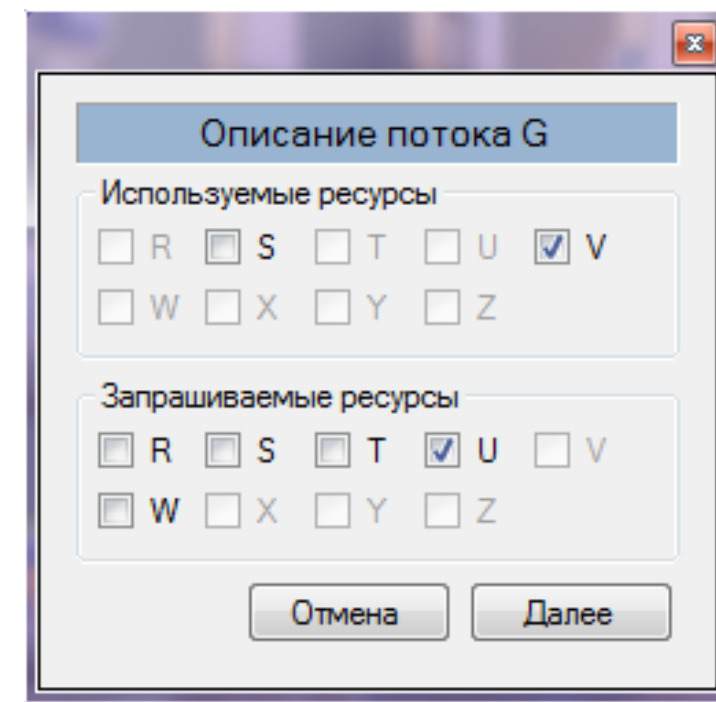 Описание потока G
Используемые ресурсы
R S T U V
W X Y Z
Запрашиваемые ресурсы
R S T U V
W X Y Z
Отмена Далее